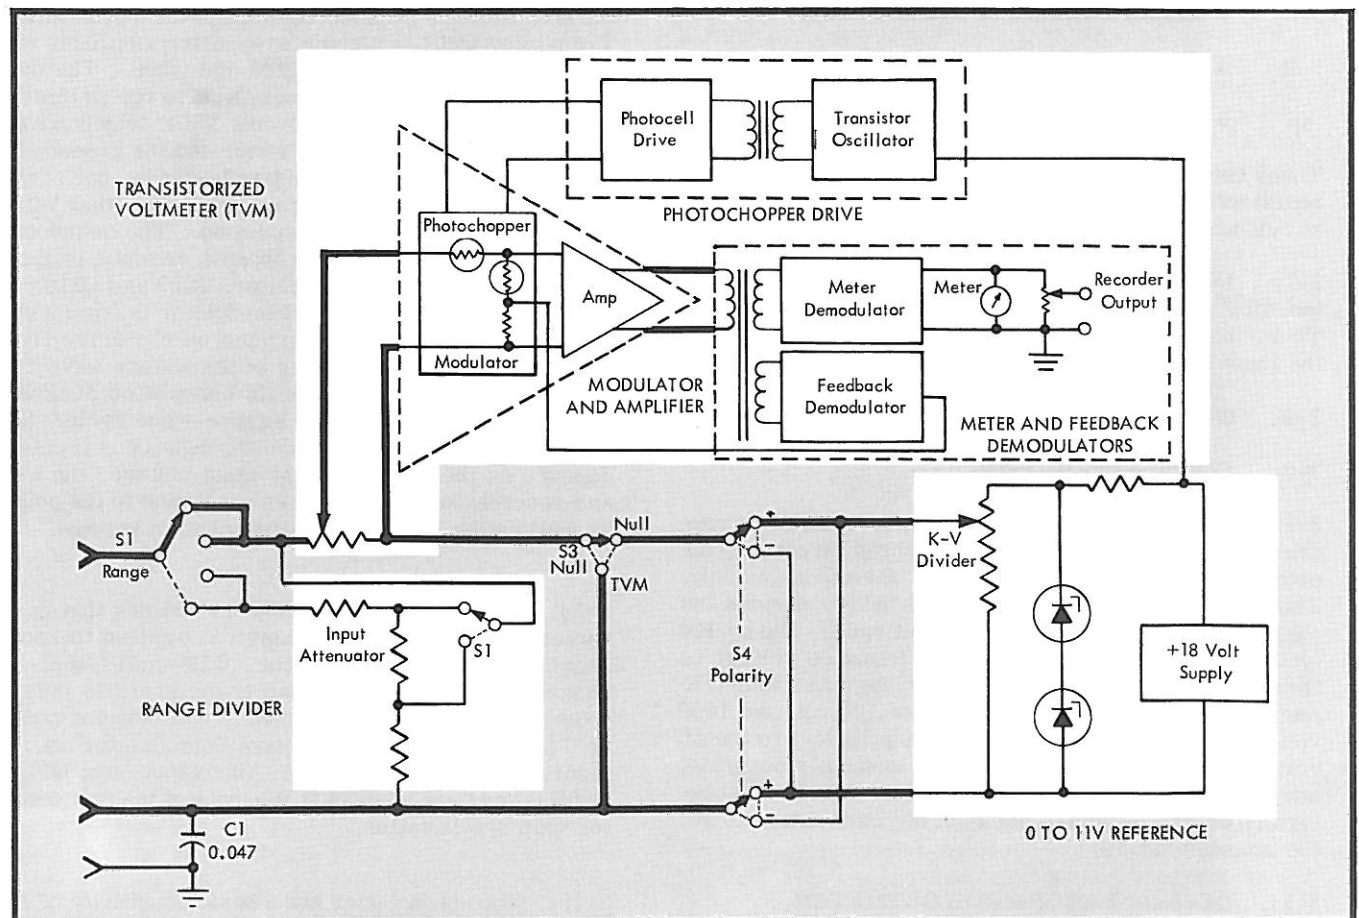 Photocell
Drive
Transistor
Oscillator
TRANSISTORIZED
VOLTMETER (TVM)
PHOTOCHOPPER DRIVE
Photochopper
Modulator
Amp
Meter
Demodulator
Meter
Recorder
Output
MODULATOR
AND AMPLIFIER
Feedback
Demodulator
METER AND FEEDBACK
DEMODULATORS
S1
Range
Null
S3
Null
TVM
+
-
K-V
Divider
Input
Attenuator
S1
S4
Polarity
+18 Volt
Supply
RANGE DIVIDER
+
-
C1
0.047
0 TO 11V REFERENCE